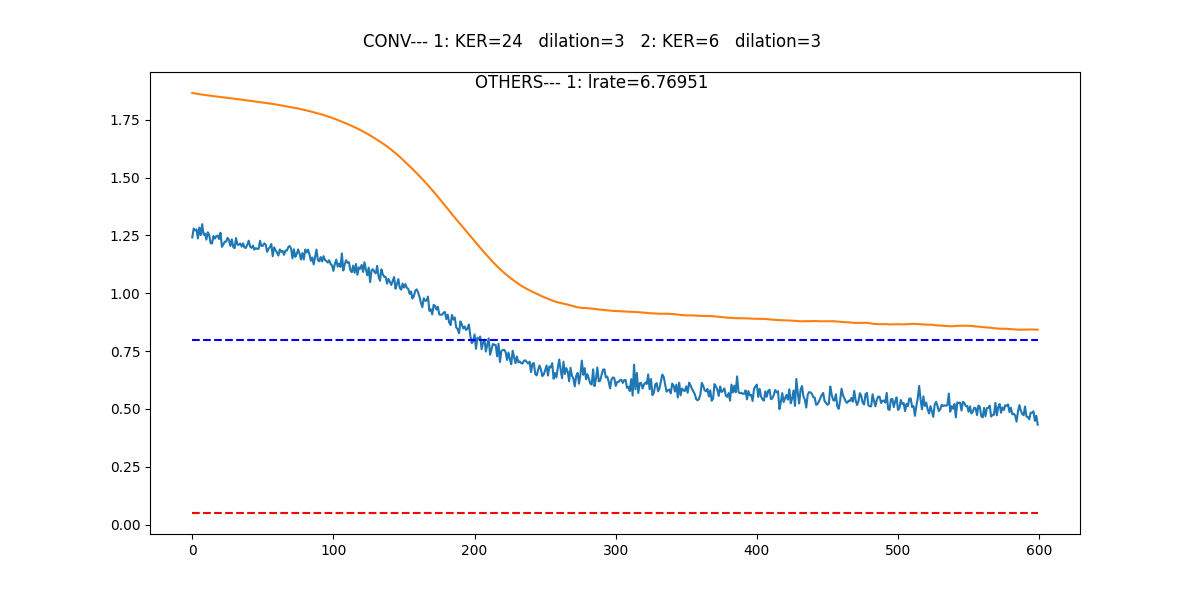 CONV--- 1: KER=24   dilation=3   2: KER=6   dilation=3
OTHERS--- 1: lrate=6.76951
1.75
1.50
1.25
1.00
0.75
0.50
0.25
0.00
0 100 200 300 400 500 600